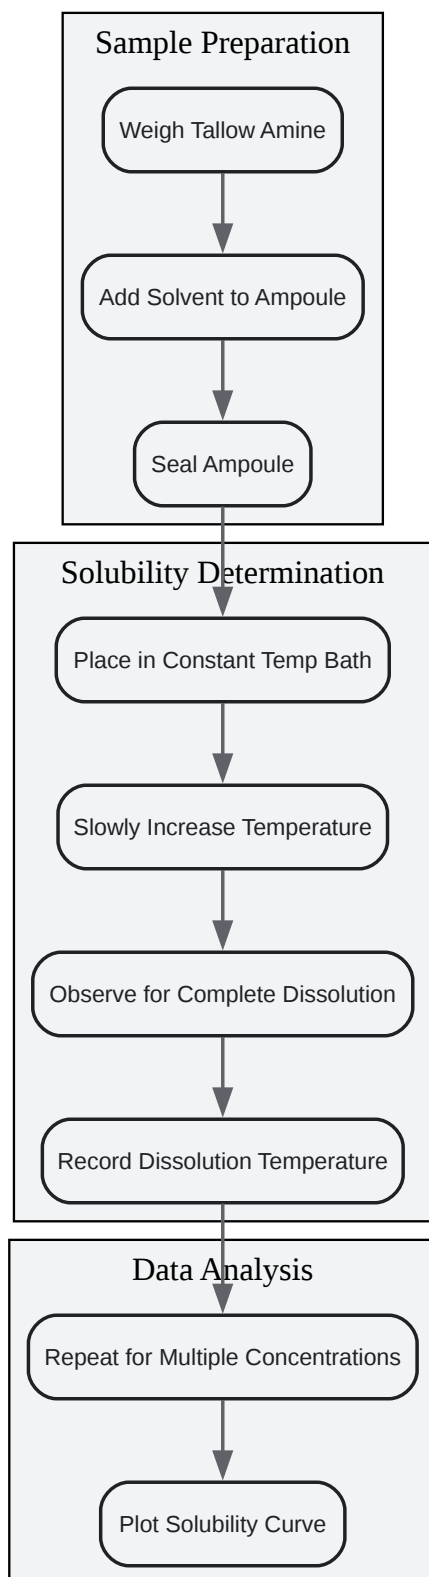 Sample Preparation
Weigh Tallow Amine
Add Solvent to Ampoule
Seal Ampoule
Solubility Determination
Place in Constant Temp Bath
Slowly Increase Temperature
Observe for Complete Dissolution
Record Dissolution Temperature
Data Analysis
Repeat for Multiple Concentrations
Plot Solubility Curve